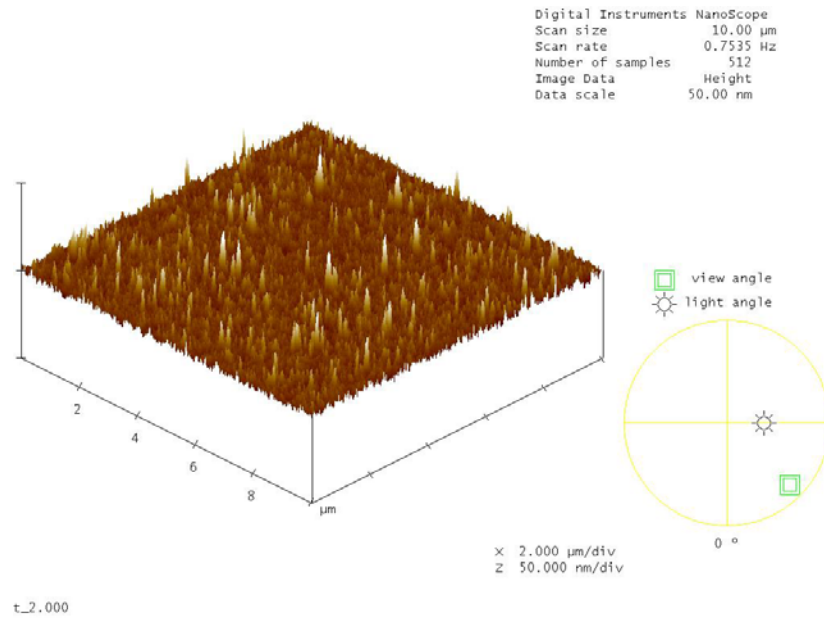 Digital Instruments NanoScope
Scan size 10.00 µm
Scan rate 0.7535 Hz
Number of samples 512
Image Data Height
Data scale 50.00 nm
view angle
light angle
2
4
6
8
µm
0 º
X 2.000 µm/div
Z 50.000 nm/div
t_2.000